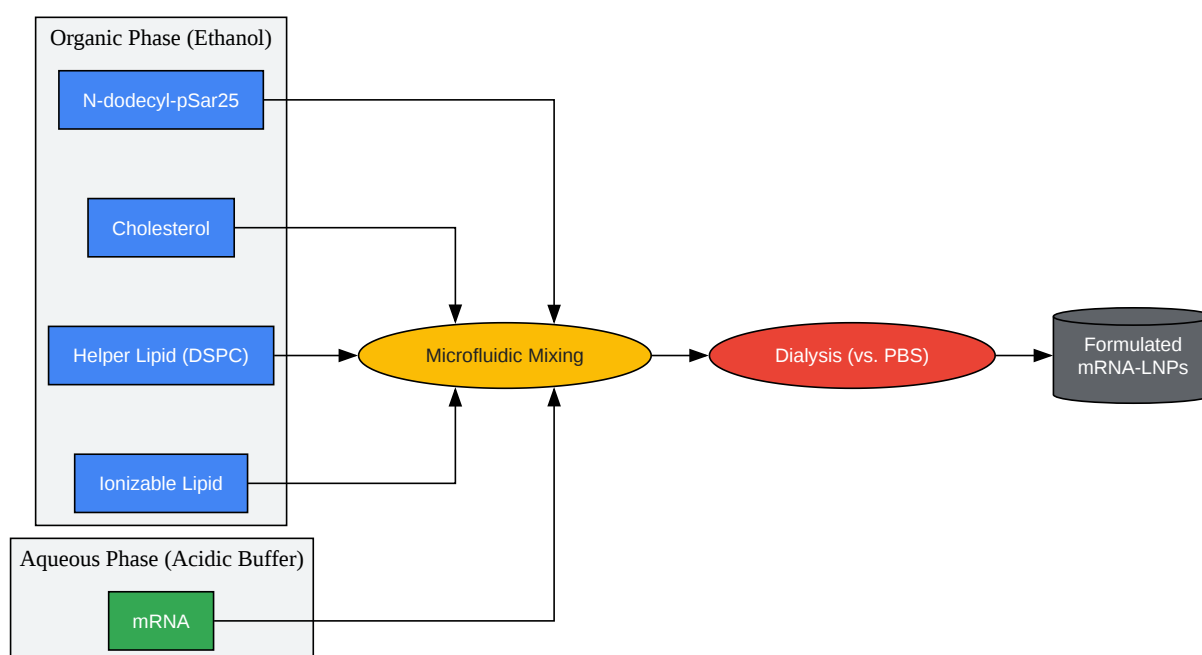 Organic Phase (Ethanol)
N-dodecyl-pSar25
Cholesterol
Helper Lipid (DSPC)
Microfluidic Mixing
Dialysis (vs. PBS)
Formulated
mRNA-LNPs
Ionizable Lipid
Aqueous Phase (Acidic Buffer)
mRNA